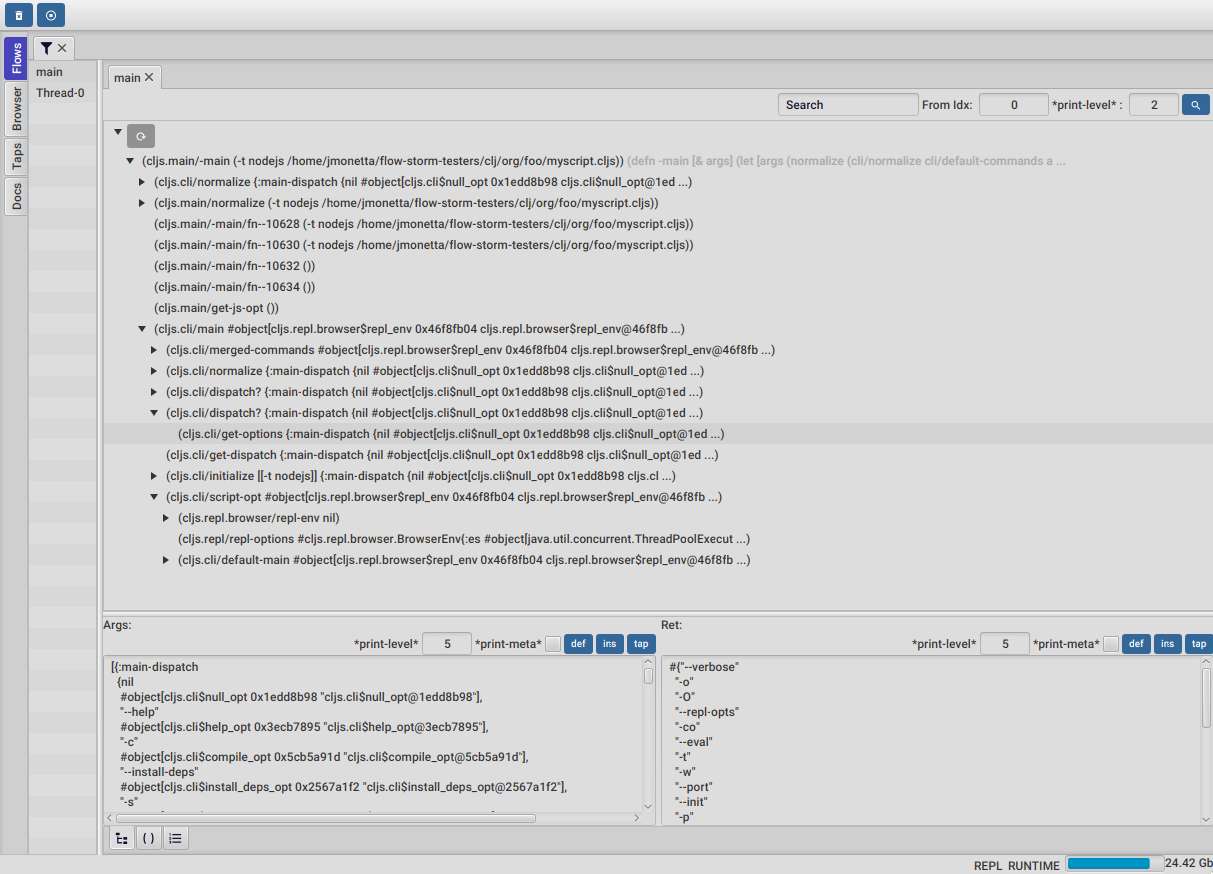 Flows
Browser
Taps
Docs
main
Thread-0
main
Search From Idx: 0 *print-level* : 2
(cljs.main/-main (-t nodejs /home/jmonetta/flow-storm-testers/clj/org/foo/myscript.cljs)) (defn -main [& args] (let [args (normalize (cli/normalize cli/default-commands a ...
(cljs.cli/normalize {:main-dispatch {nil #object[cljs.cli$null_opt 0x1edd8b98 cljs.cli$null_opt@1ed ...)
(cljs.main/normalize (-t nodejs /home/jmonetta/flow-storm-testers/clj/org/foo/myscript.cljs))
(cljs.main/-main/fn--10628 (-t nodejs /home/jmonetta/flow-storm-testers/clj/org/foo/myscript.cljs))
(cljs.main/-main/fn--10630 (-t nodejs /home/jmonetta/flow-storm-testers/clj/org/foo/myscript.cljs))
(cljs.main/-main/fn--10632 ())
(cljs.main/-main/fn--10634 ())
(cljs.main/get-js-opt ())
(cljs.cli/main #object[cljs.repl.browser$repl_env 0x46f8fb04 cljs.repl.browser$repl_env@46f8fb ...)
(cljs.cli/merged-commands #object[cljs.repl.browser$repl_env 0x46f8fb04 cljs.repl.browser$repl_env@46f8fb ...)
(cljs.cli/normalize {:main-dispatch {nil #object[cljs.cli$null_opt 0x1edd8b98 cljs.cli$null_opt@1ed ...)
(cljs.cli/dispatch? {:main-dispatch {nil #object[cljs.cli$null_opt 0x1edd8b98 cljs.cli$null_opt@1ed ...)
(cljs.cli/dispatch? {:main-dispatch {nil #object[cljs.cli$null_opt 0x1edd8b98 cljs.cli$null_opt@1ed ...)
(cljs.cli/get-options {:main-dispatch {nil #object[cljs.cli$null_opt 0x1edd8b98 cljs.cli$null_opt@1ed ...)
(cljs.cli/get-dispatch {:main-dispatch {nil #object[cljs.cli$null_opt 0x1edd8b98 cljs.cli$null_opt@1ed ...)
(cljs.cli/initialize [[-t nodejs]] {:main-dispatch {nil #object[cljs.cli$null_opt 0x1edd8b98 cljs.cl ...)
(cljs.cli/script-opt #object[cljs.repl.browser$repl_env 0x46f8fb04 cljs.repl.browser$repl_env@46f8fb ...)
(cljs.repl.browser/repl-env nil)
(cljs.repl/repl-options #cljs.repl.browser.BrowserEnv{:es #object[java.util.concurrent.ThreadPoolExecut ...)
(cljs.cli/default-main #object[cljs.repl.browser$repl_env 0x46f8fb04 cljs.repl.browser$repl_env@46f8fb ...)
Args:
*print-level* 5 *print-meta* def ins tap
[{:main-dispatch
{nil
#object[cljs.cli$null_opt 0x1edd8b98 "cljs.cli$null_opt@1edd8b98"],
"--help"
#object[cljs.cli$help_opt 0x3ecb7895 "cljs.cli$help_opt@3ecb7895"],
"-c"
#object[cljs.cli$compile_opt 0x5cb5a91d "cljs.cli$compile_opt@5cb5a91d"],
"--install-deps"
#object[cljs.cli$install_deps_opt 0x2567a1f2 "cljs.cli$install_deps_opt@2567a1f2"],
"-s"
Ret:
*print-level* 5 *print-meta* def ins tap
#{"--verbose"
"-o"
"-O"
"--repl-opts"
"-co"
"--eval"
"-t"
"-w"
"--port"
"--init"
"-p"
( )
REPL RUNTIME 24.42 Gb